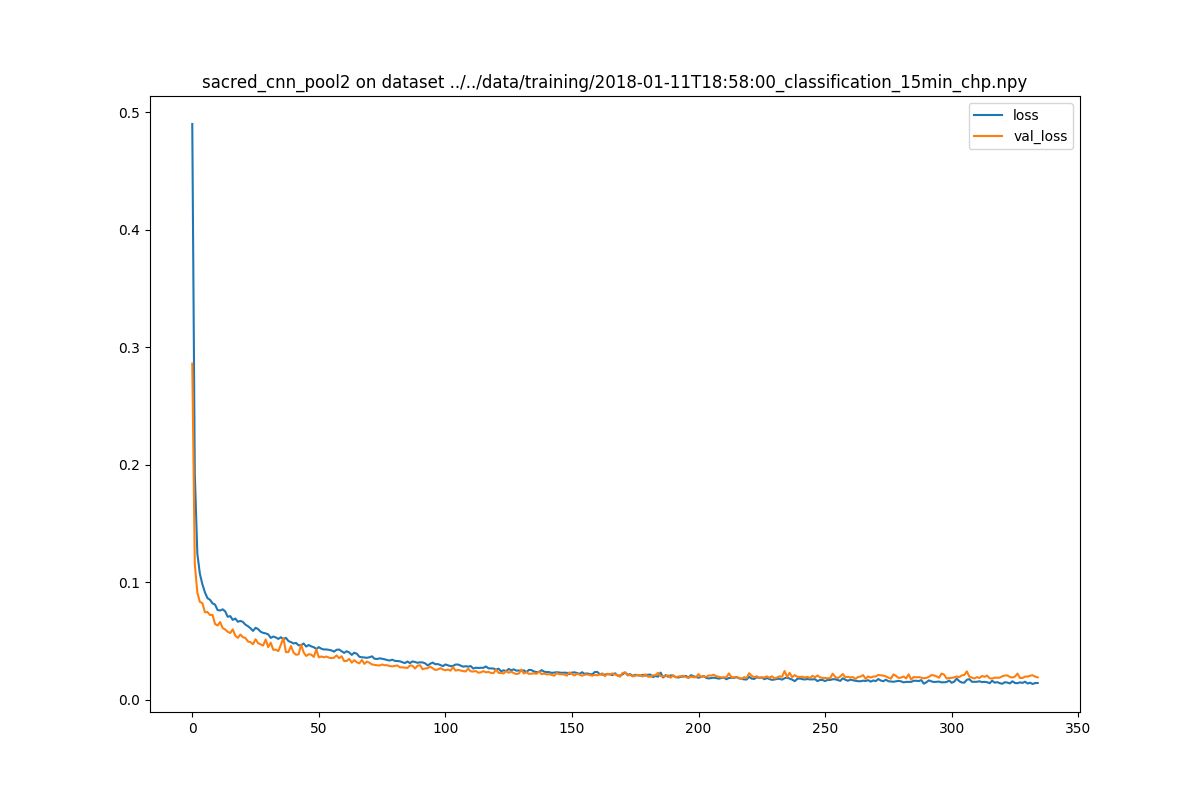 sacred_cnn_pool2 on dataset ../../data/training/2018-01-11T18:58:00_classification_15min_chp.npy
loss
val_loss
0.5
0.4
0.3
0.2
0.1
0.0
0 50 100 150 200 250 300 350